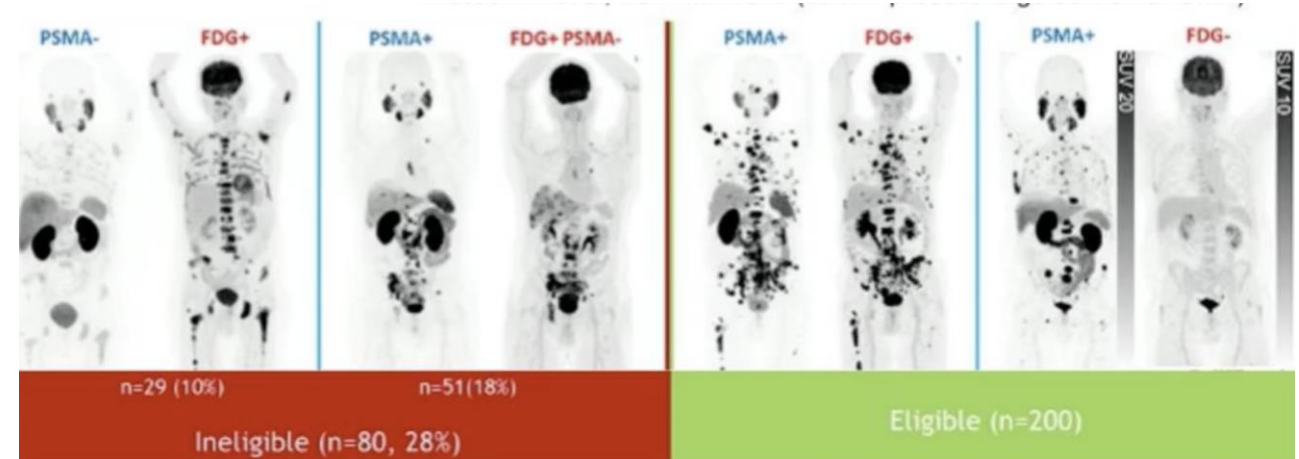 PSMA- FDG+ PSMA+ FDG+ PSMA- PSMA+ FDG+ PSMA+ FDG-
SUV 20
SUV 10
n=29 (10%) n=51(18%)
Ineligible (n=80, 28%)
Eligible (n=200)